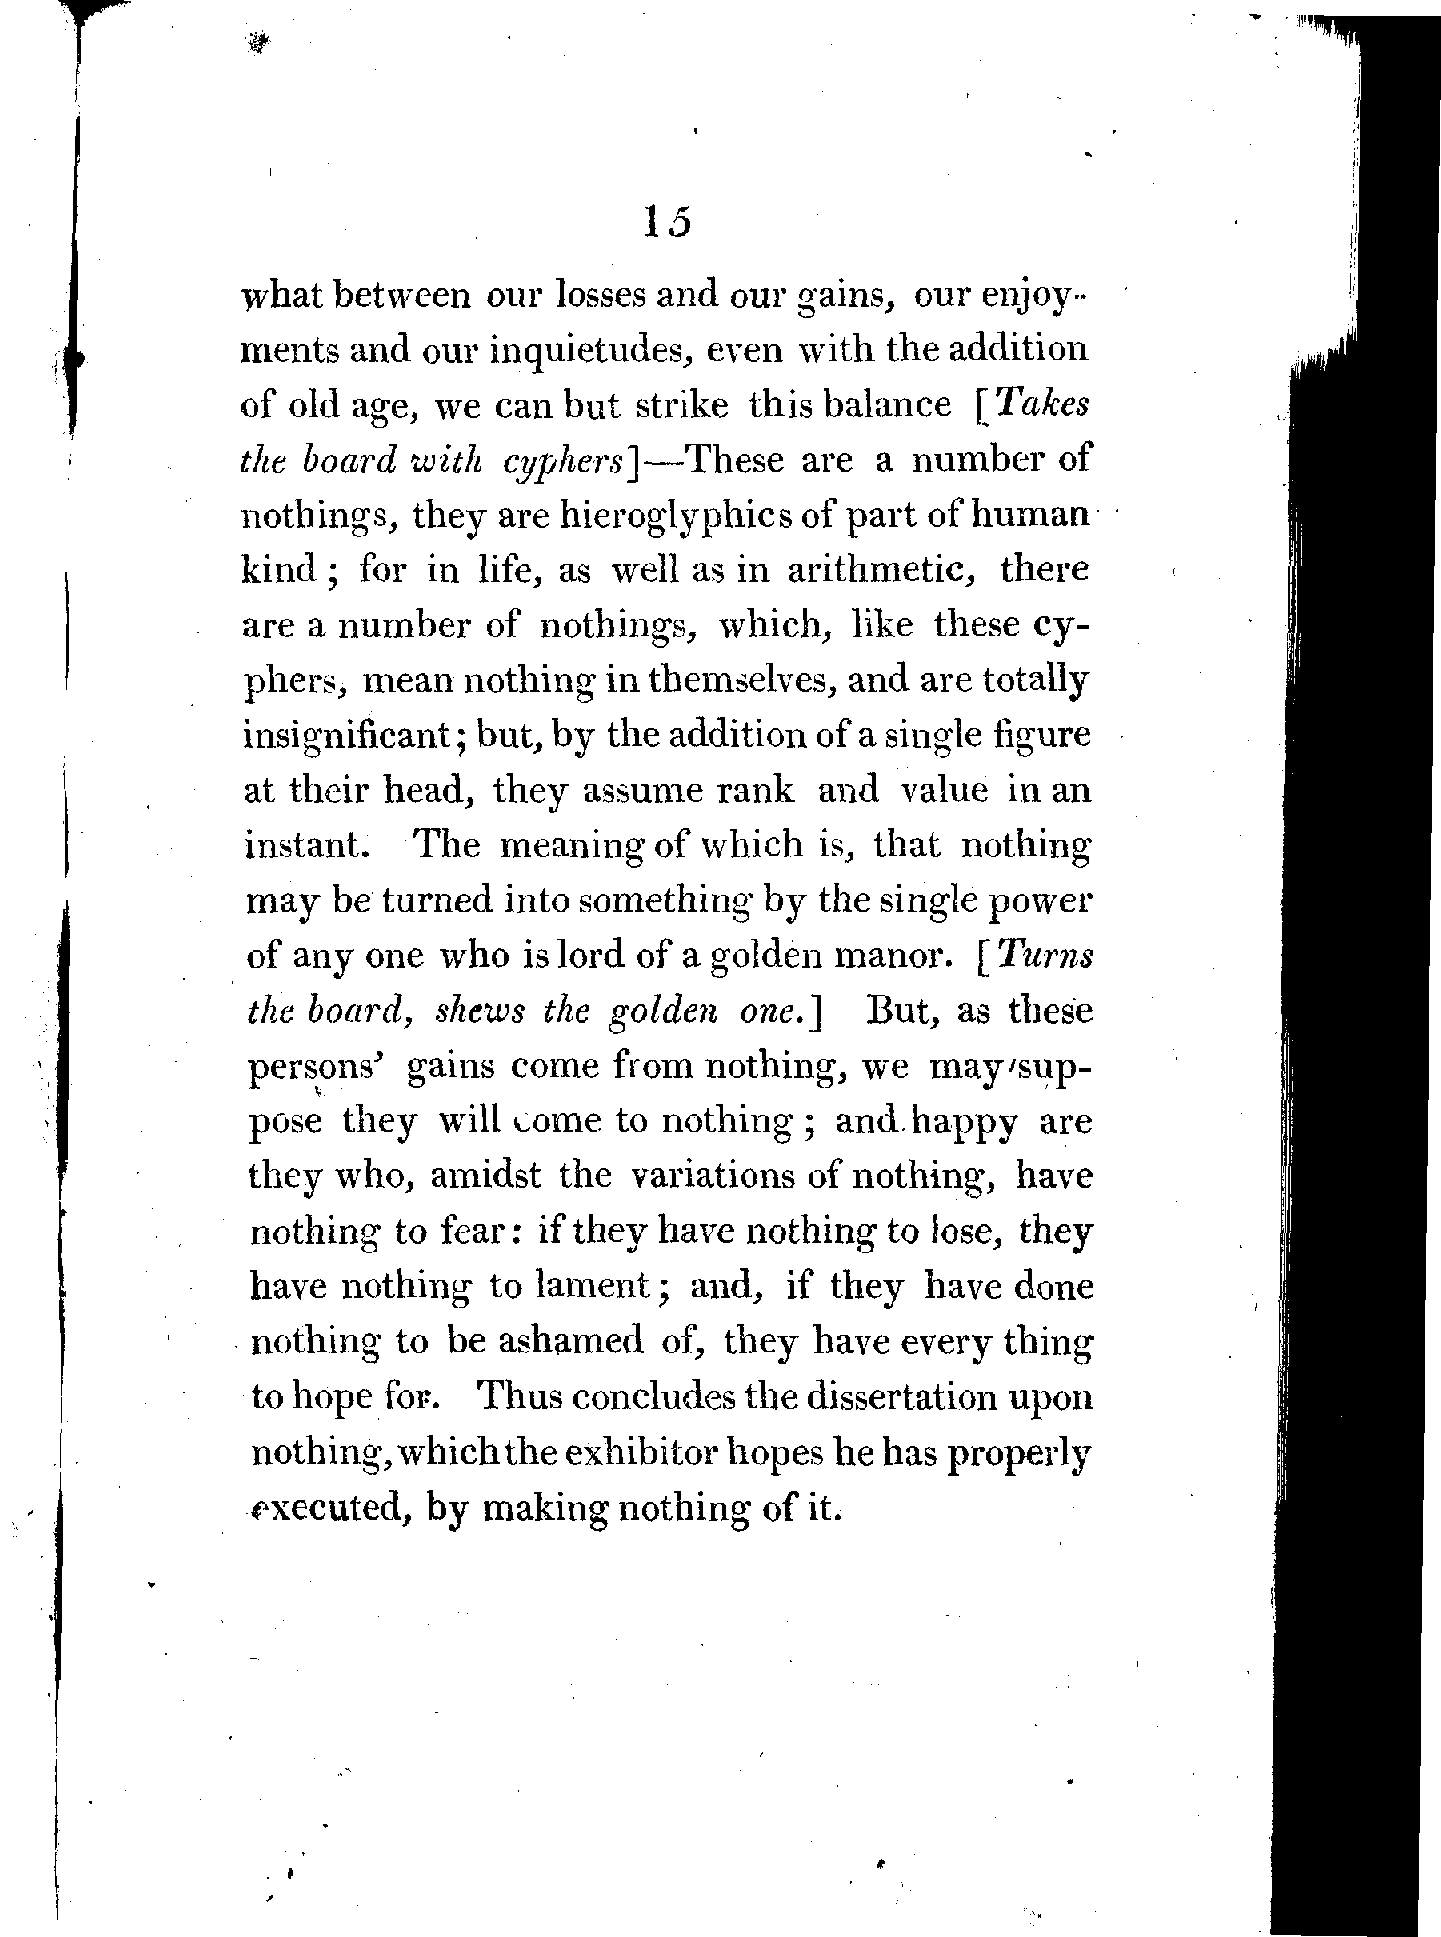 15
what between our losses and our gains, our enjoy-
ments and our inquietudes, even with the addition
of old age, we can but strike this balance [Takes
the board with cyphers]—These are a number of
nothings, they are hieroglyphics of part of human
kind ; for in life, as well as in arithmetic, there
are a number of nothings, which, like these cy-
phers, mean nothing in themselves, and are totally
insignificant; but, by the addition of a single figure
at their head, they assume rank and value in an
instant. The meaning of which is, that nothing
may be turned into something by the single power
of any one who is lord of a golden manor. [Turns
the board, shews the golden one.] But, as these
persons' gains come from nothing, we may sup-
pose they will come to nothing ; and happy are
they who, amidst the variations of nothing, have
nothing to fear: if they have nothing to lose, they
have nothing to lament; and, if they have done
nothing to be ashamed of, they have every thing
to hope for. Thus concludes the dissertation upon
nothing, which the exhibitor hopes he has properly
executed, by making nothing of it.